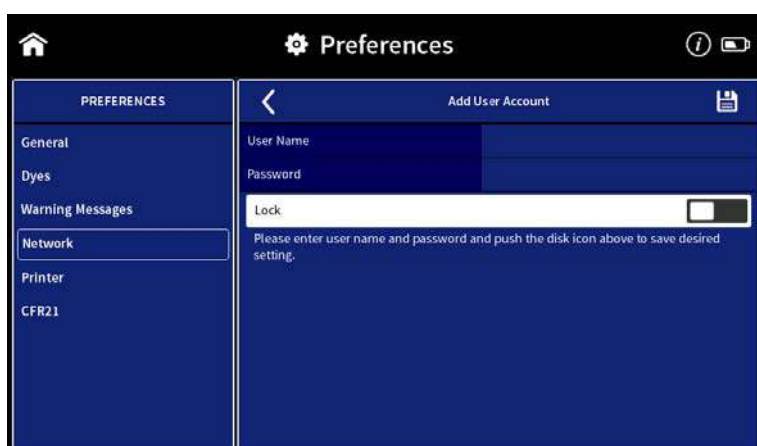 Preferences
PREFERENCES
General
Dyes
Warning Messages
Network
Printer
CFR21
Add User Account
User Name
Password
Lock
Please enter user name and password and push the disk icon above to save desired
setting.